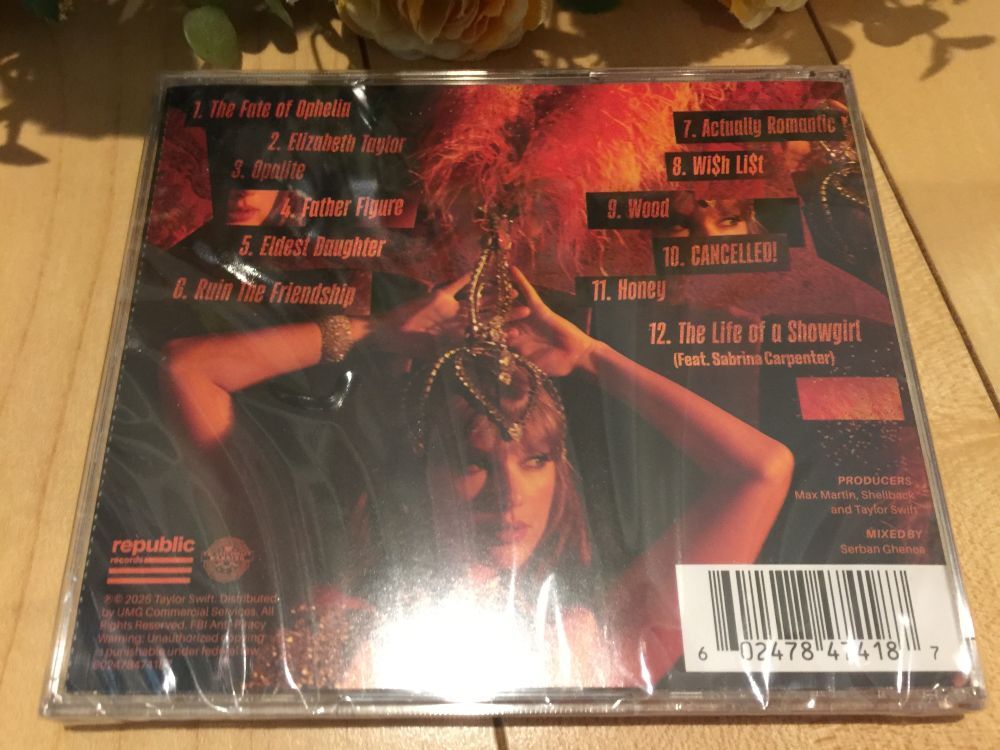 1. The Fate of Ophelia
2. Elizabeth Taylor
3. Opalite
4. Father Figure
5. Eldest Daughter
6. Ruin The Friendship
7. Actually Romantic
8. Wi$h Li$t
9. Wood
10. CANCELLED!
11. Honey
12. The Life of a Showgirl
(Feat. Sabrina Carpenter)
PRODUCERS
Max Martin, Shellback
and Taylor Swift
MIXED BY
Serban Ghenea
republic
records
℗ © 2025 Taylor Swift. Distributed
by UMG Commercial Services. All
Rights Reserved. FBI Anti-Piracy
Warning: Unauthorized copying
is punishable under federal law.
6 02478 47418 7